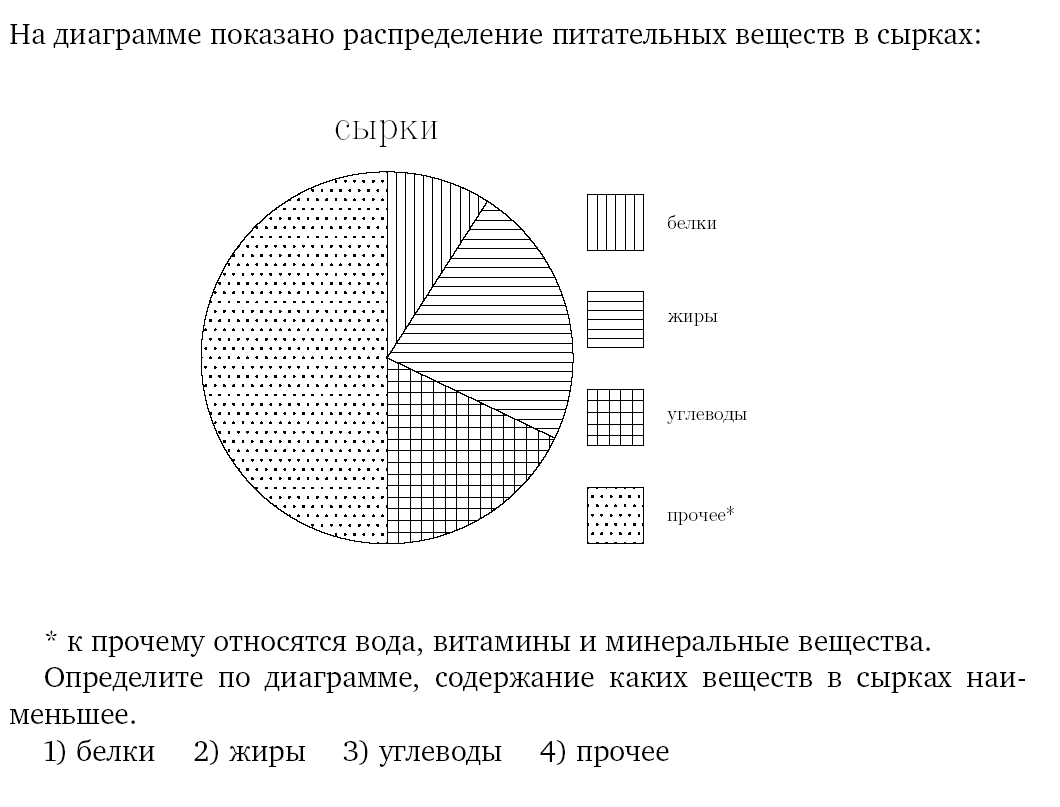 На диаграмме показано распределение питательных веществ в сырках:
сырки
белки
жиры
углеводы
прочее*
* к прочему относятся вода, витамины и минеральные вещества.
Определите по диаграмме, содержание каких веществ в сырках наи-
меньшее.
1) белки 2) жиры 3) углеводы 4) прочее